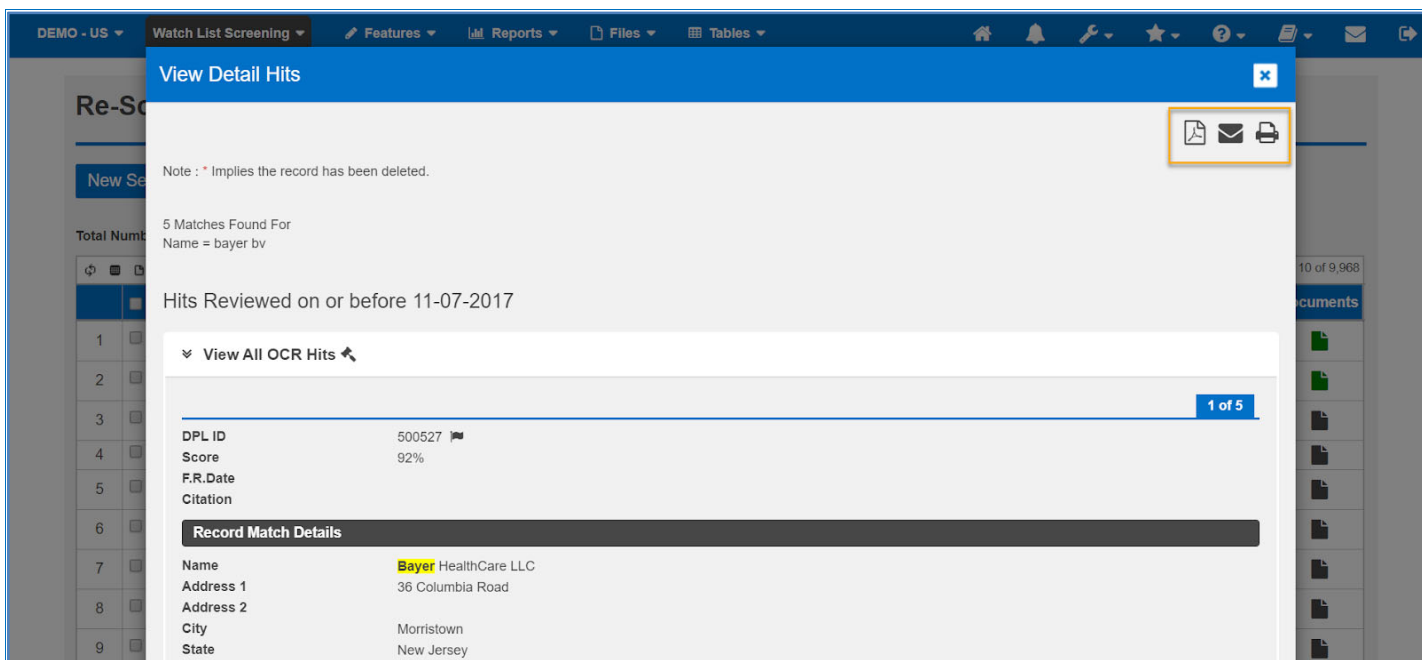 DEMO - US Watch List Screening Features Reports Files Tables
View Detail Hits
Re-Sc
New Se
Note : * Implies the record has been deleted.
5 Matches Found For
Name = bayer bv
Total Numb
10 of 9,968
Hits Reviewed on or before 11-07-2017
ocuments
1
View All OCR Hits
2
1 of 5
3
DPL ID 500527
4
Score 92%
F.R.Date
5
Citation
6
Record Match Details
7
Name Bayer HealthCare LLC
Address 1 36 Columbia Road
8
Address 2
City Morristown
9
State New Jersey